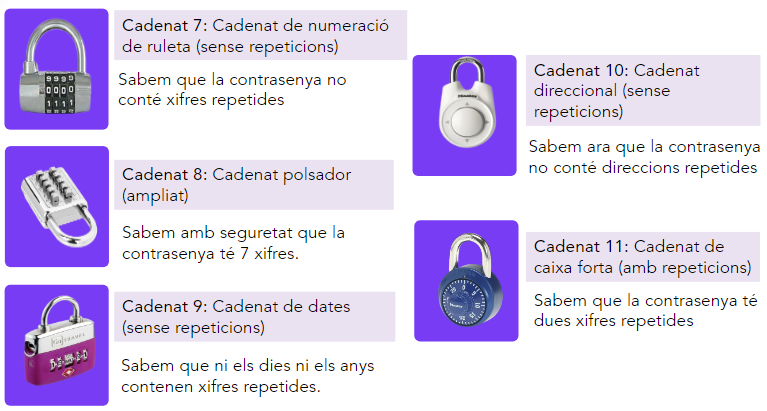 Cadenat 7: Cadenat de numeració
de ruleta (sense repeticions)
Sabem que la contrasenya no
conté xifres repetides
Cadenat 8: Cadenat polsador
(ampliat)
Sabem amb seguretat que la
contrasenya té 7 xifres.
Cadenat 9: Cadenat de dates
(sense repeticions)
Sabem que ni els dies ni els anys
contenen xifres repetides.
Cadenat 10: Cadenat
direccional (sense
repeticions)
Sabem ara que la contrasenya
no conté direccions repetides
Cadenat 11: Cadenat de
caixa forta (amb repeticions)
Sabem que la contrasenya té
dues xifres repetides